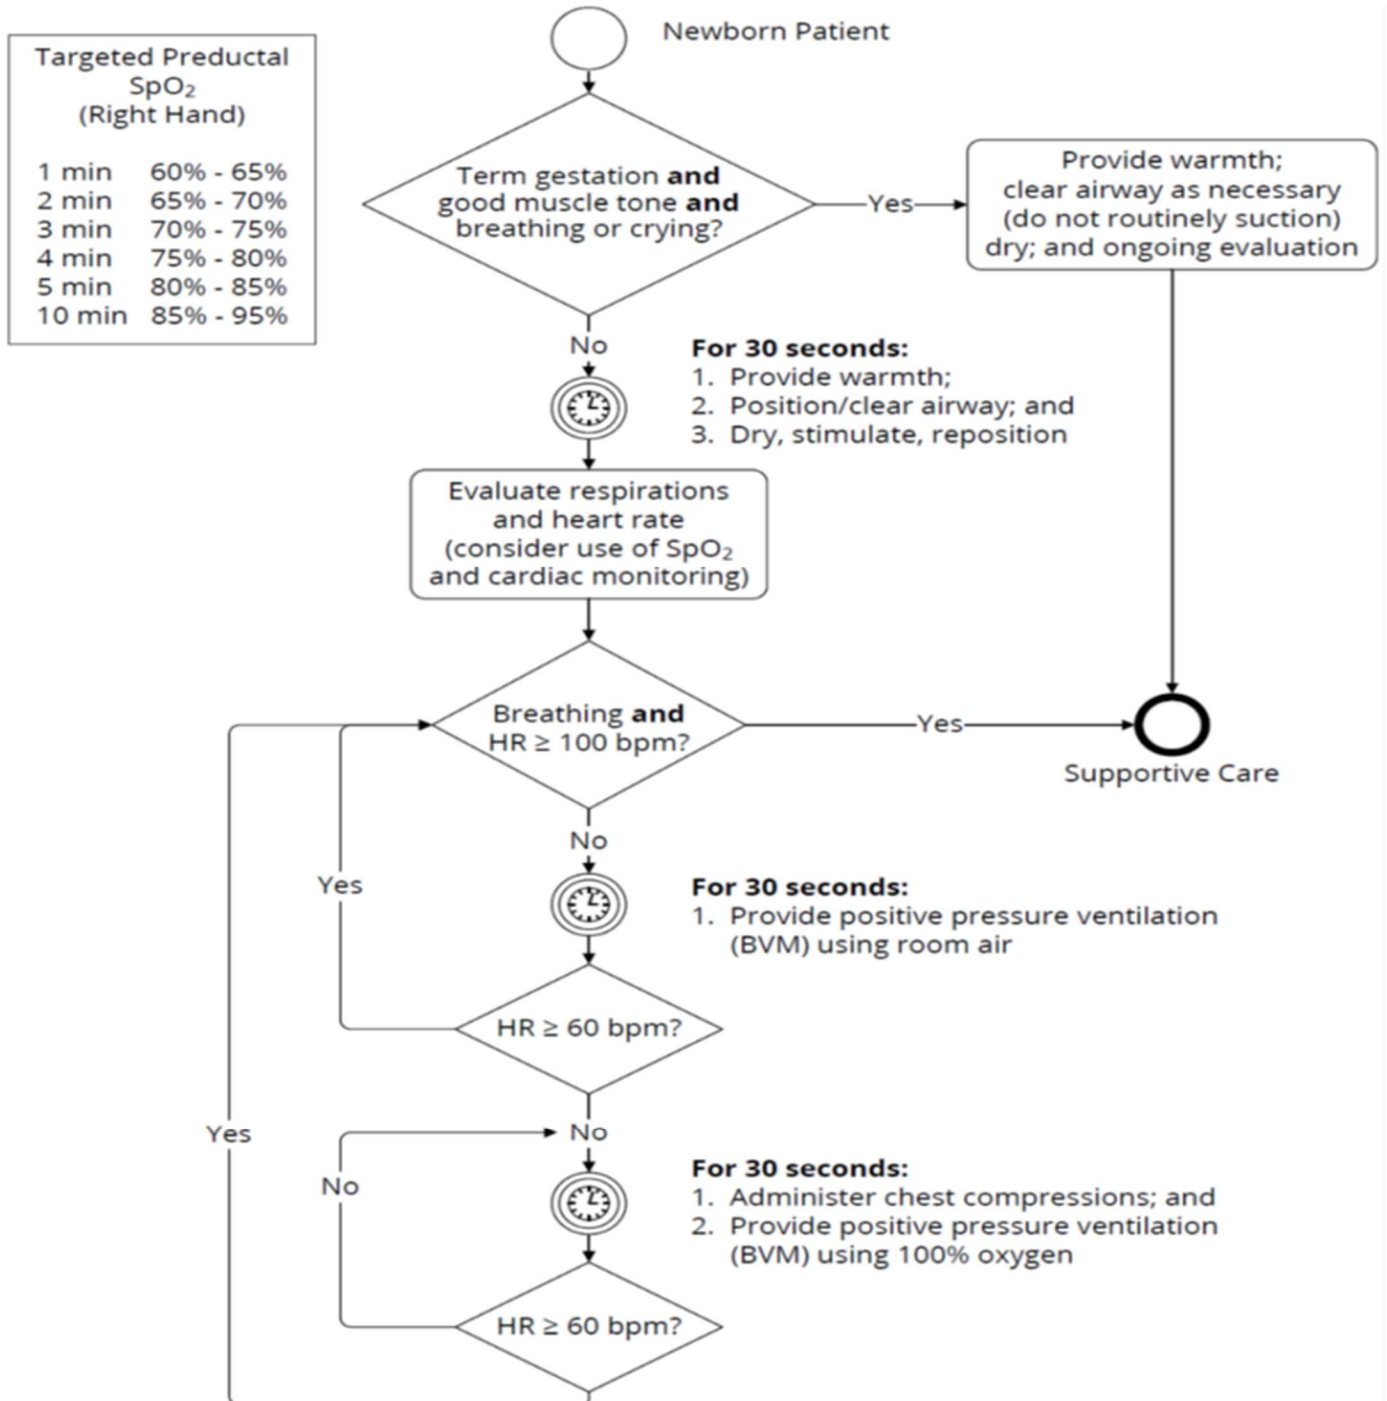 Newborn Patient
Targeted Preductal
SpO₂
(Right Hand)
1 min 60% - 65%
2 min 65% - 70%
3 min 70% - 75%
4 min 75% - 80%
5 min 80% - 85%
10 min 85% - 95%
Term gestation and
good muscle tone and
breathing or crying?
Yes
Provide warmth;
clear airway as necessary
(do not routinely suction)
dry; and ongoing evaluation
No
For 30 seconds:
1. Provide warmth;
2. Position/clear airway; and
3. Dry, stimulate, reposition
Evaluate respirations
and heart rate
(consider use of SpO₂
and cardiac monitoring)
Breathing and
HR ≥ 100 bpm?
Yes
Supportive Care
No
Yes
For 30 seconds:
1. Provide positive pressure ventilation
(BVM) using room air
HR ≥ 60 bpm?
Yes
No
No
For 30 seconds:
1. Administer chest compressions; and
2. Provide positive pressure ventilation
(BVM) using 100% oxygen
HR ≥ 60 bpm?